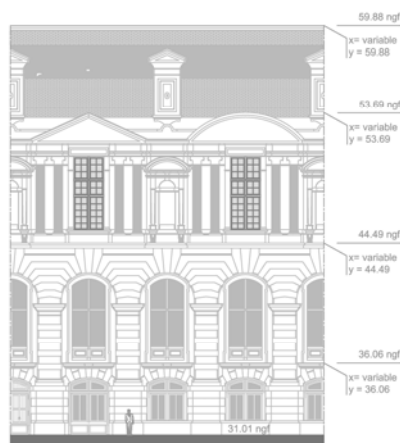 59.88 ngf
x= variable
y = 59.88
53.69 ngf
x= variable
y = 53.69
44.49 ngf
x= variable
y = 44.49
36.06 ngf
x= variable
y = 36.06
31.01 ngf